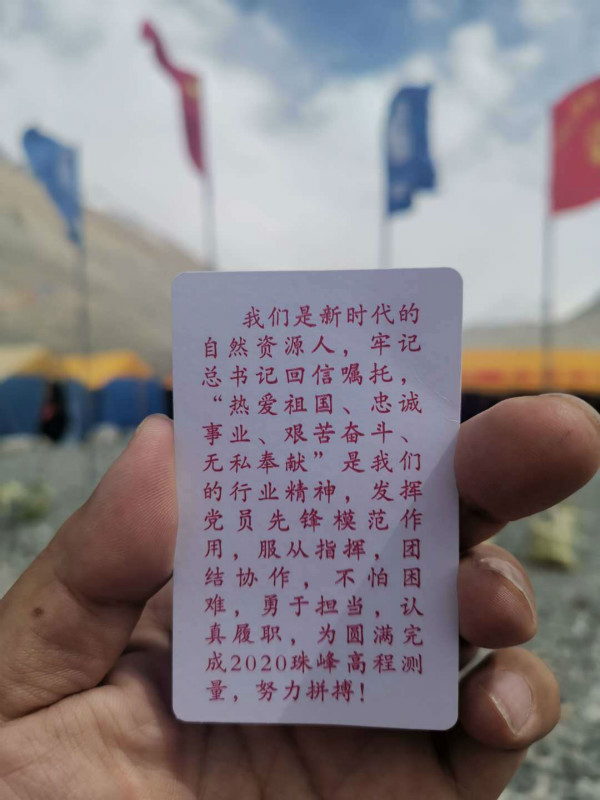 我们是新时代的
自然资源人，牢记
总书记回信嘱托，
“热爱祖国、忠诚
事业、艰苦奋斗、
无私奉献”是我们
的行业精神，发挥
党员先锋模范作
用，服从指挥，团
结协作，不怕困
难，勇于担当，认
真履职，为圆满完
成2020珠峰高程测
量，努力拼搏！